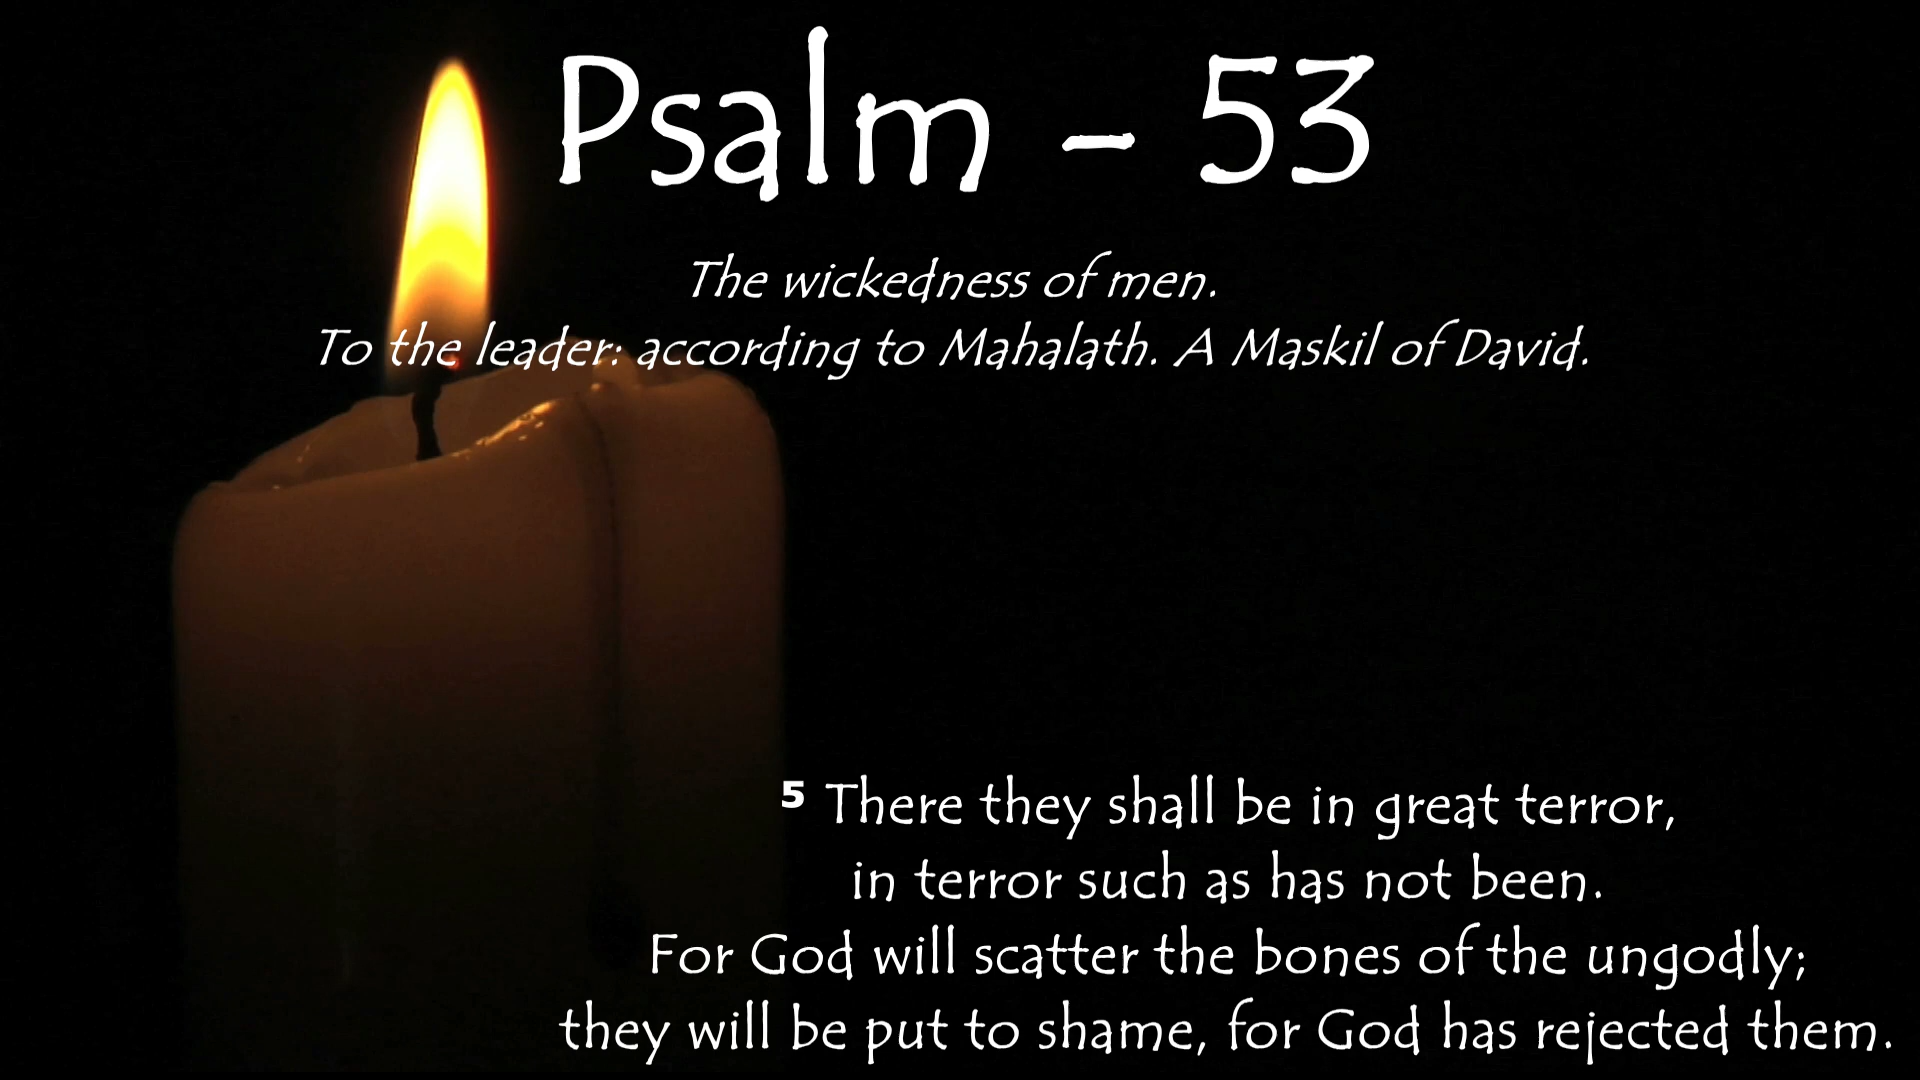 Psalm - 53
The wickedness of men.
To the leader: according to Mahalath. A Maskil of David.
5 There they shall be in great terror,
in terror such as has not been.
For God will scatter the bones of the ungodly;
they will be put to shame, for God has rejected them.